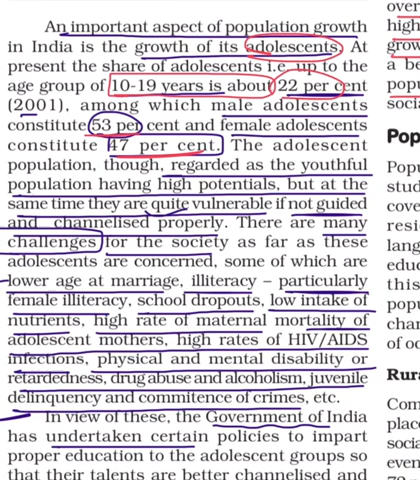 An important aspect of population growth
in India is the growth of its adolescents. At
present the share of adolescents i.e. up to the
age group of 10-19 years is about 22 per cent
(2001), among which male adolescents
constitute 53 per cent and female adolescents
constitute 47 per cent. The adolescent
population, though, regarded as the youthful
population having high potentials, but at the
same time they are quite vulnerable if not guided
and channelised properly. There are many
challenges for the society as far as these
adolescents are concerned, some of which are
lower age at marriage, illiteracy – particularly
female illiteracy, school dropouts, low intake of
nutrients, high rate of maternal mortality of
adolescent mothers, high rates of HIV/AIDS
infections, physical and mental disability or
retardedness, drug abuse and alcoholism, juvenile
delinquency and commitence of crimes, etc.
In view of these, the Government of India
has undertaken certain policies to impart
proper education to the adolescent groups so
that their talents are better channelised and
over
high
grow
a be
popu
socia
Pop
Popu
stud
cove
resi
lang
educ
this
popu
char
of oc
Rura
Com
place
social
even